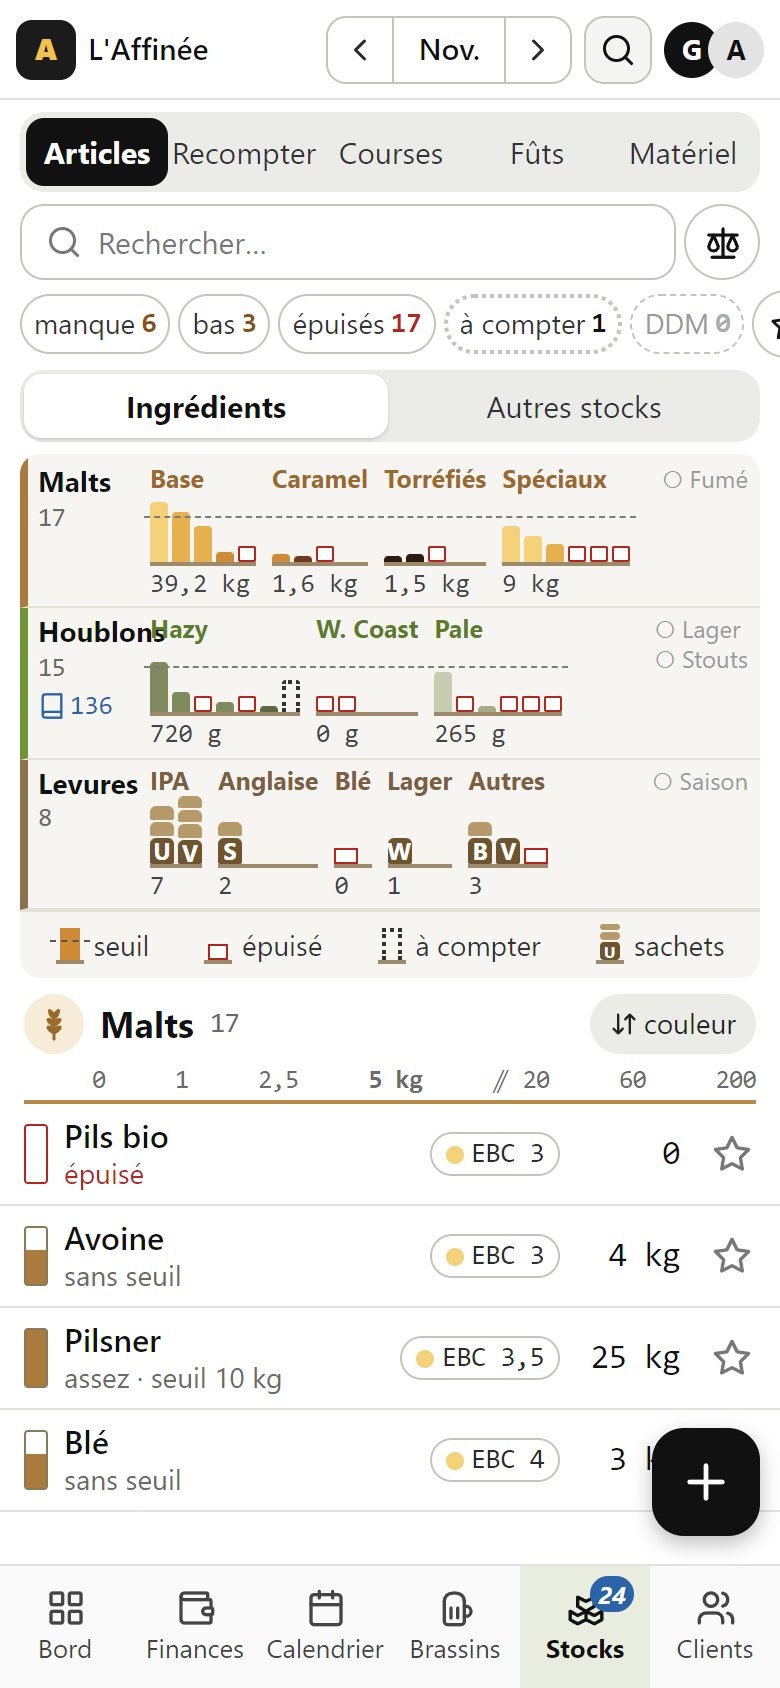 A L'Affinée Nov. G A
Articles Recompter Courses Fûts Matériel
Rechercher...
manque 6 bas 3 épuisés 17 à compter 1 DDM 0
Ingrédients Autres stocks
Malts Base Caramel Torréfiés Spéciaux Fumé
17
39,2 kg 1,6 kg 1,5 kg 9 kg
Houblons Hazy W. Coast Pale Lager
15 Stouts
136
720 g 0 g 265 g
Levures IPA Anglaise Blé Lager Autres Saison
8
U V S W B V
7 2 0 1 3
seuil épuisé à compter U sachets
Malts 17 couleur
0 1 2,5 5 kg // 20 60 200
Pils bio EBC 3 0
épuisé
Avoine EBC 3 4 kg
sans seuil
Pilsner EBC 3,5 25 kg
assez · seuil 10 kg
Blé EBC 4 3
sans seuil
24
Bord Finances Calendrier Brassins Stocks Clients